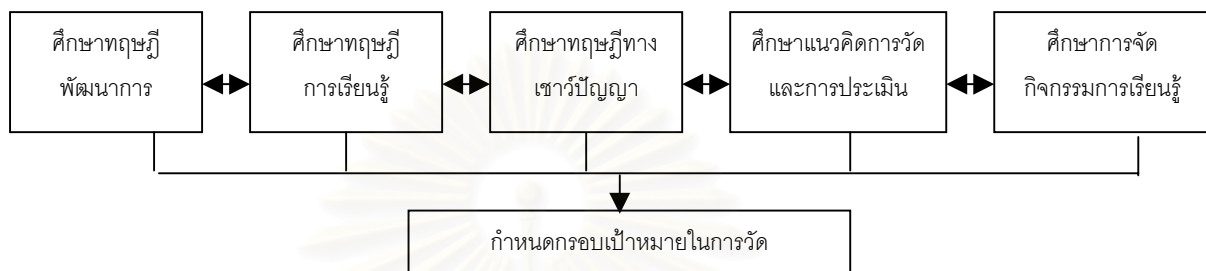 ศึกษาทฤษฎี
พัฒนาการ
ศึกษาทฤษฎี
การเรียนรู้
ศึกษาทฤษฎีทาง
เชาว์ปัญญา
ศึกษาแนวคิดการวัด
และการประเมิน
ศึกษาการจัด
กิจกรรมการเรียนรู้
กำหนดกรอบเป้าหมายในการวัด